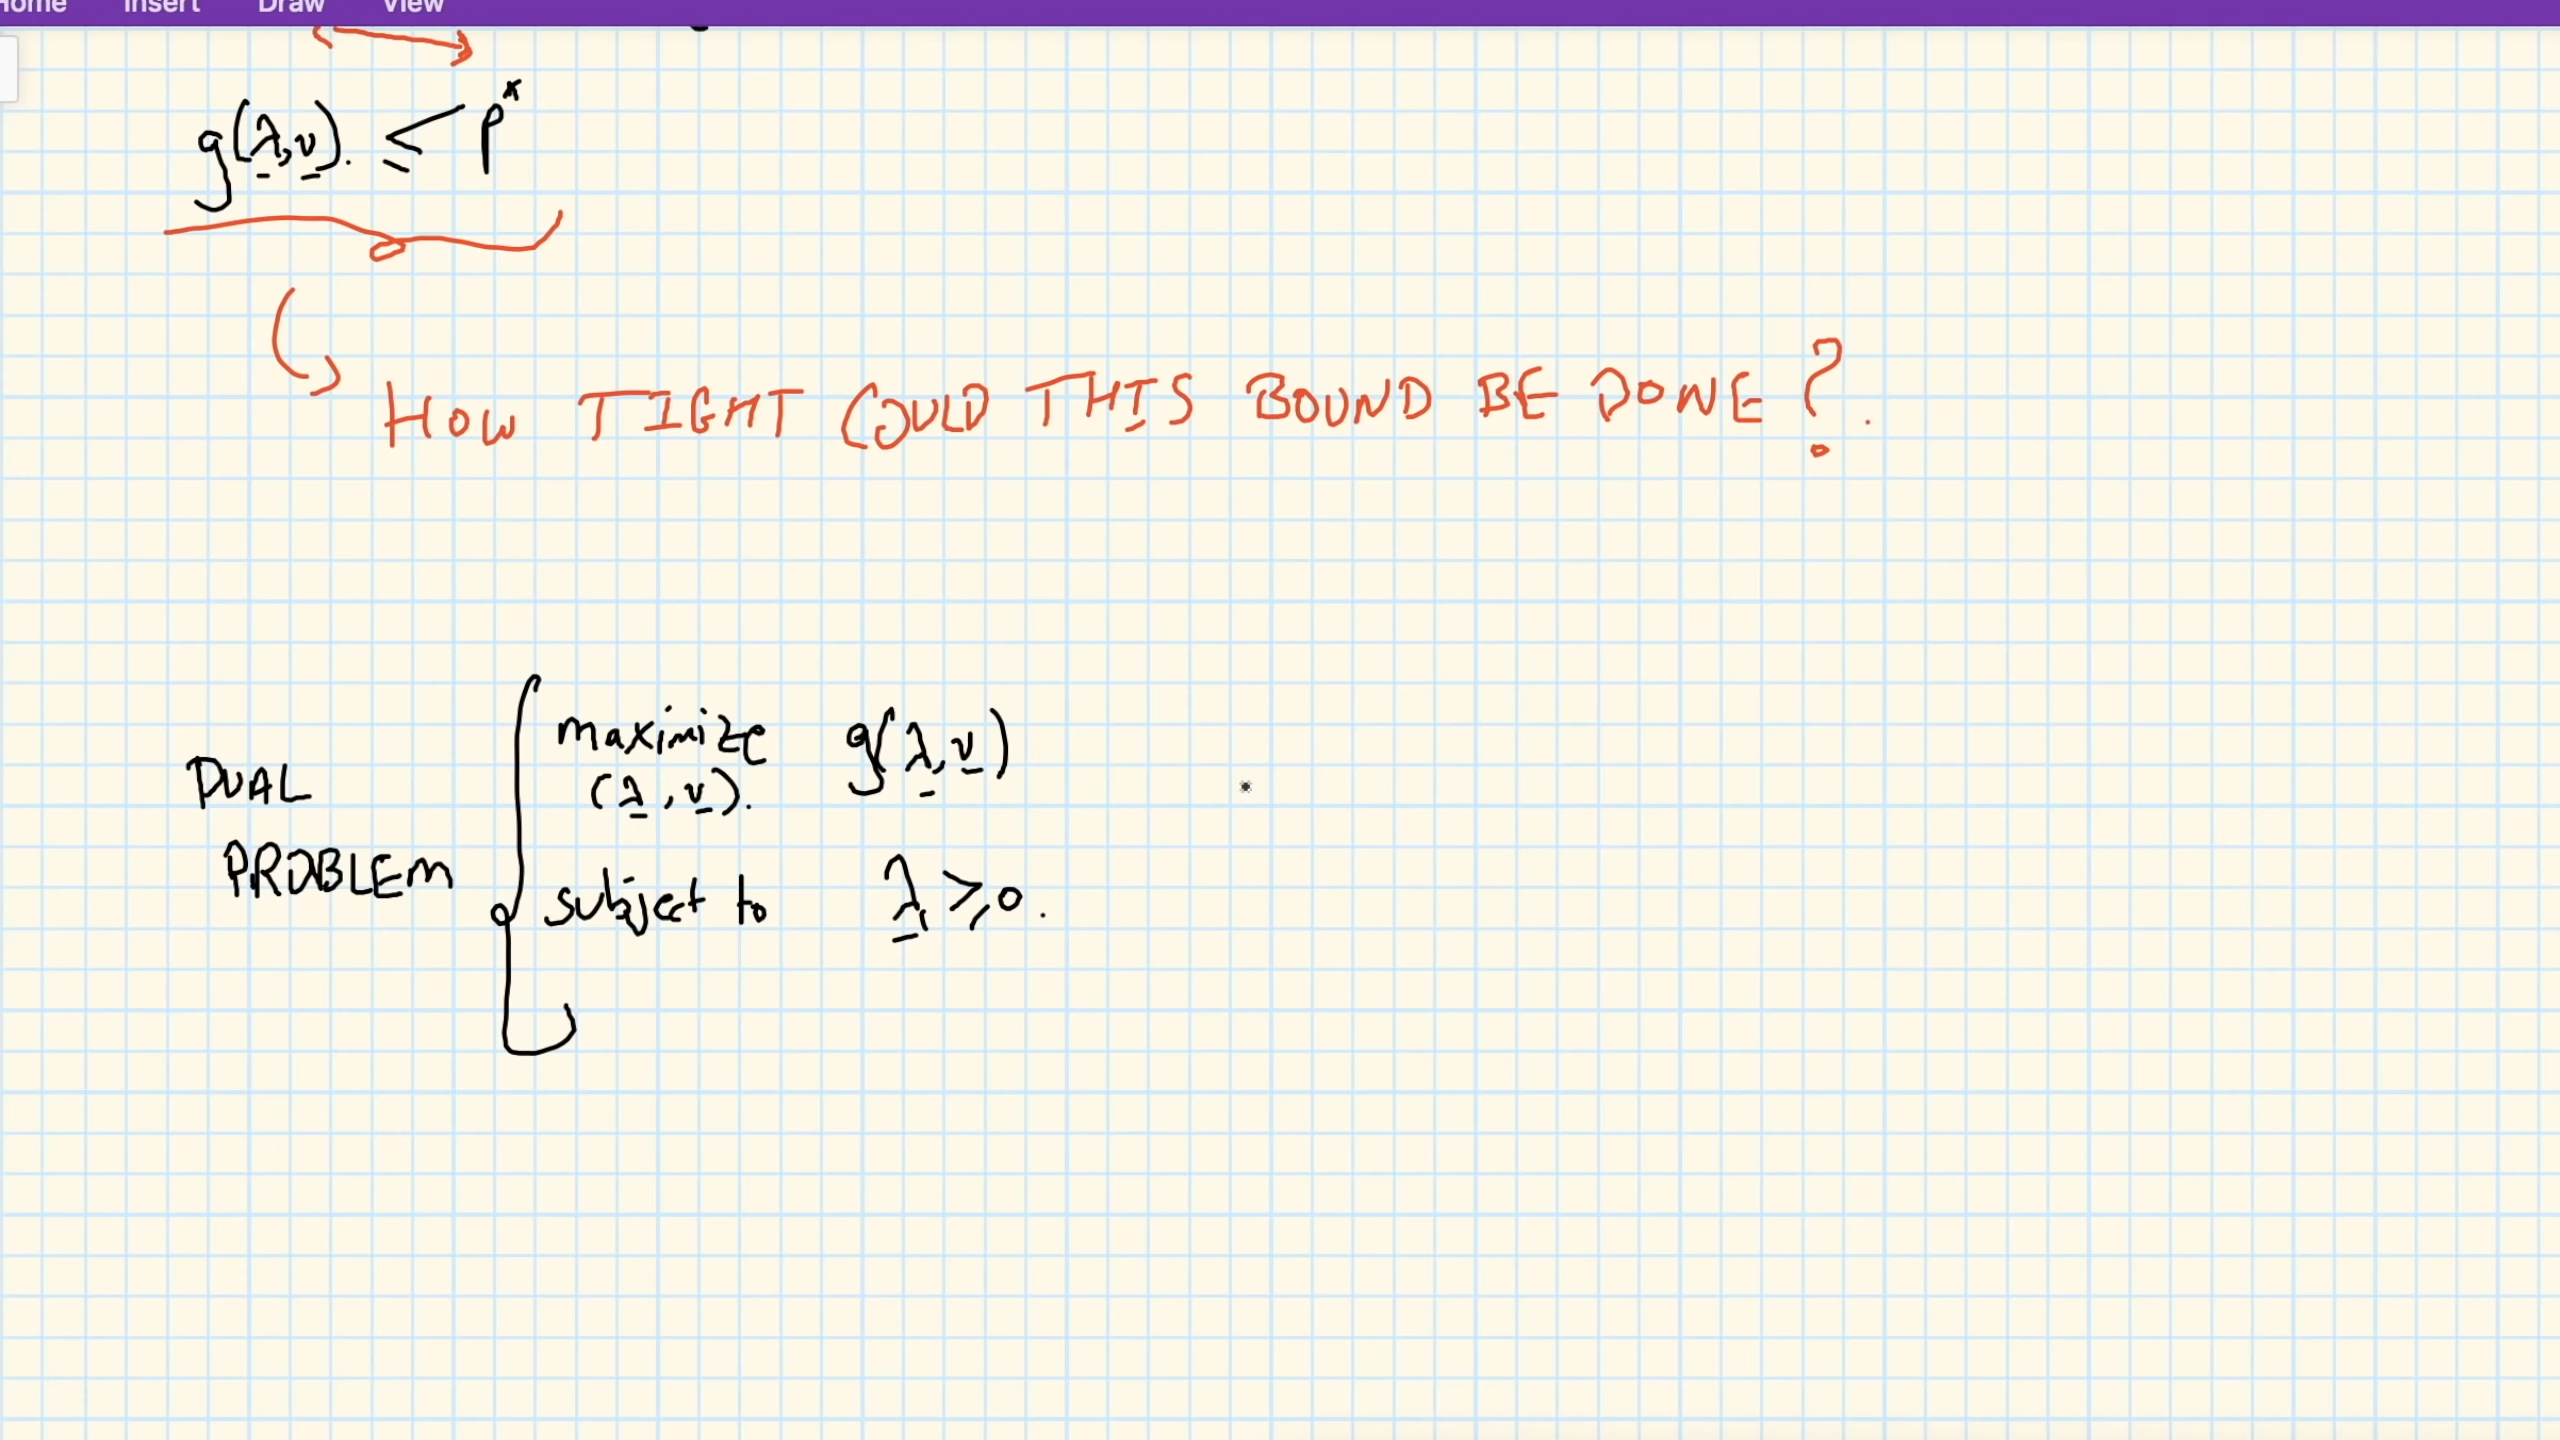 Home Insert Draw View
g(λ,ν). ≤ p*
HOW TIGHT COULD THIS BOUND BE DONE ?.
DUAL PROBLEM
maximize g(λ,ν)
(λ,ν).
subject to λ ≥ 0.